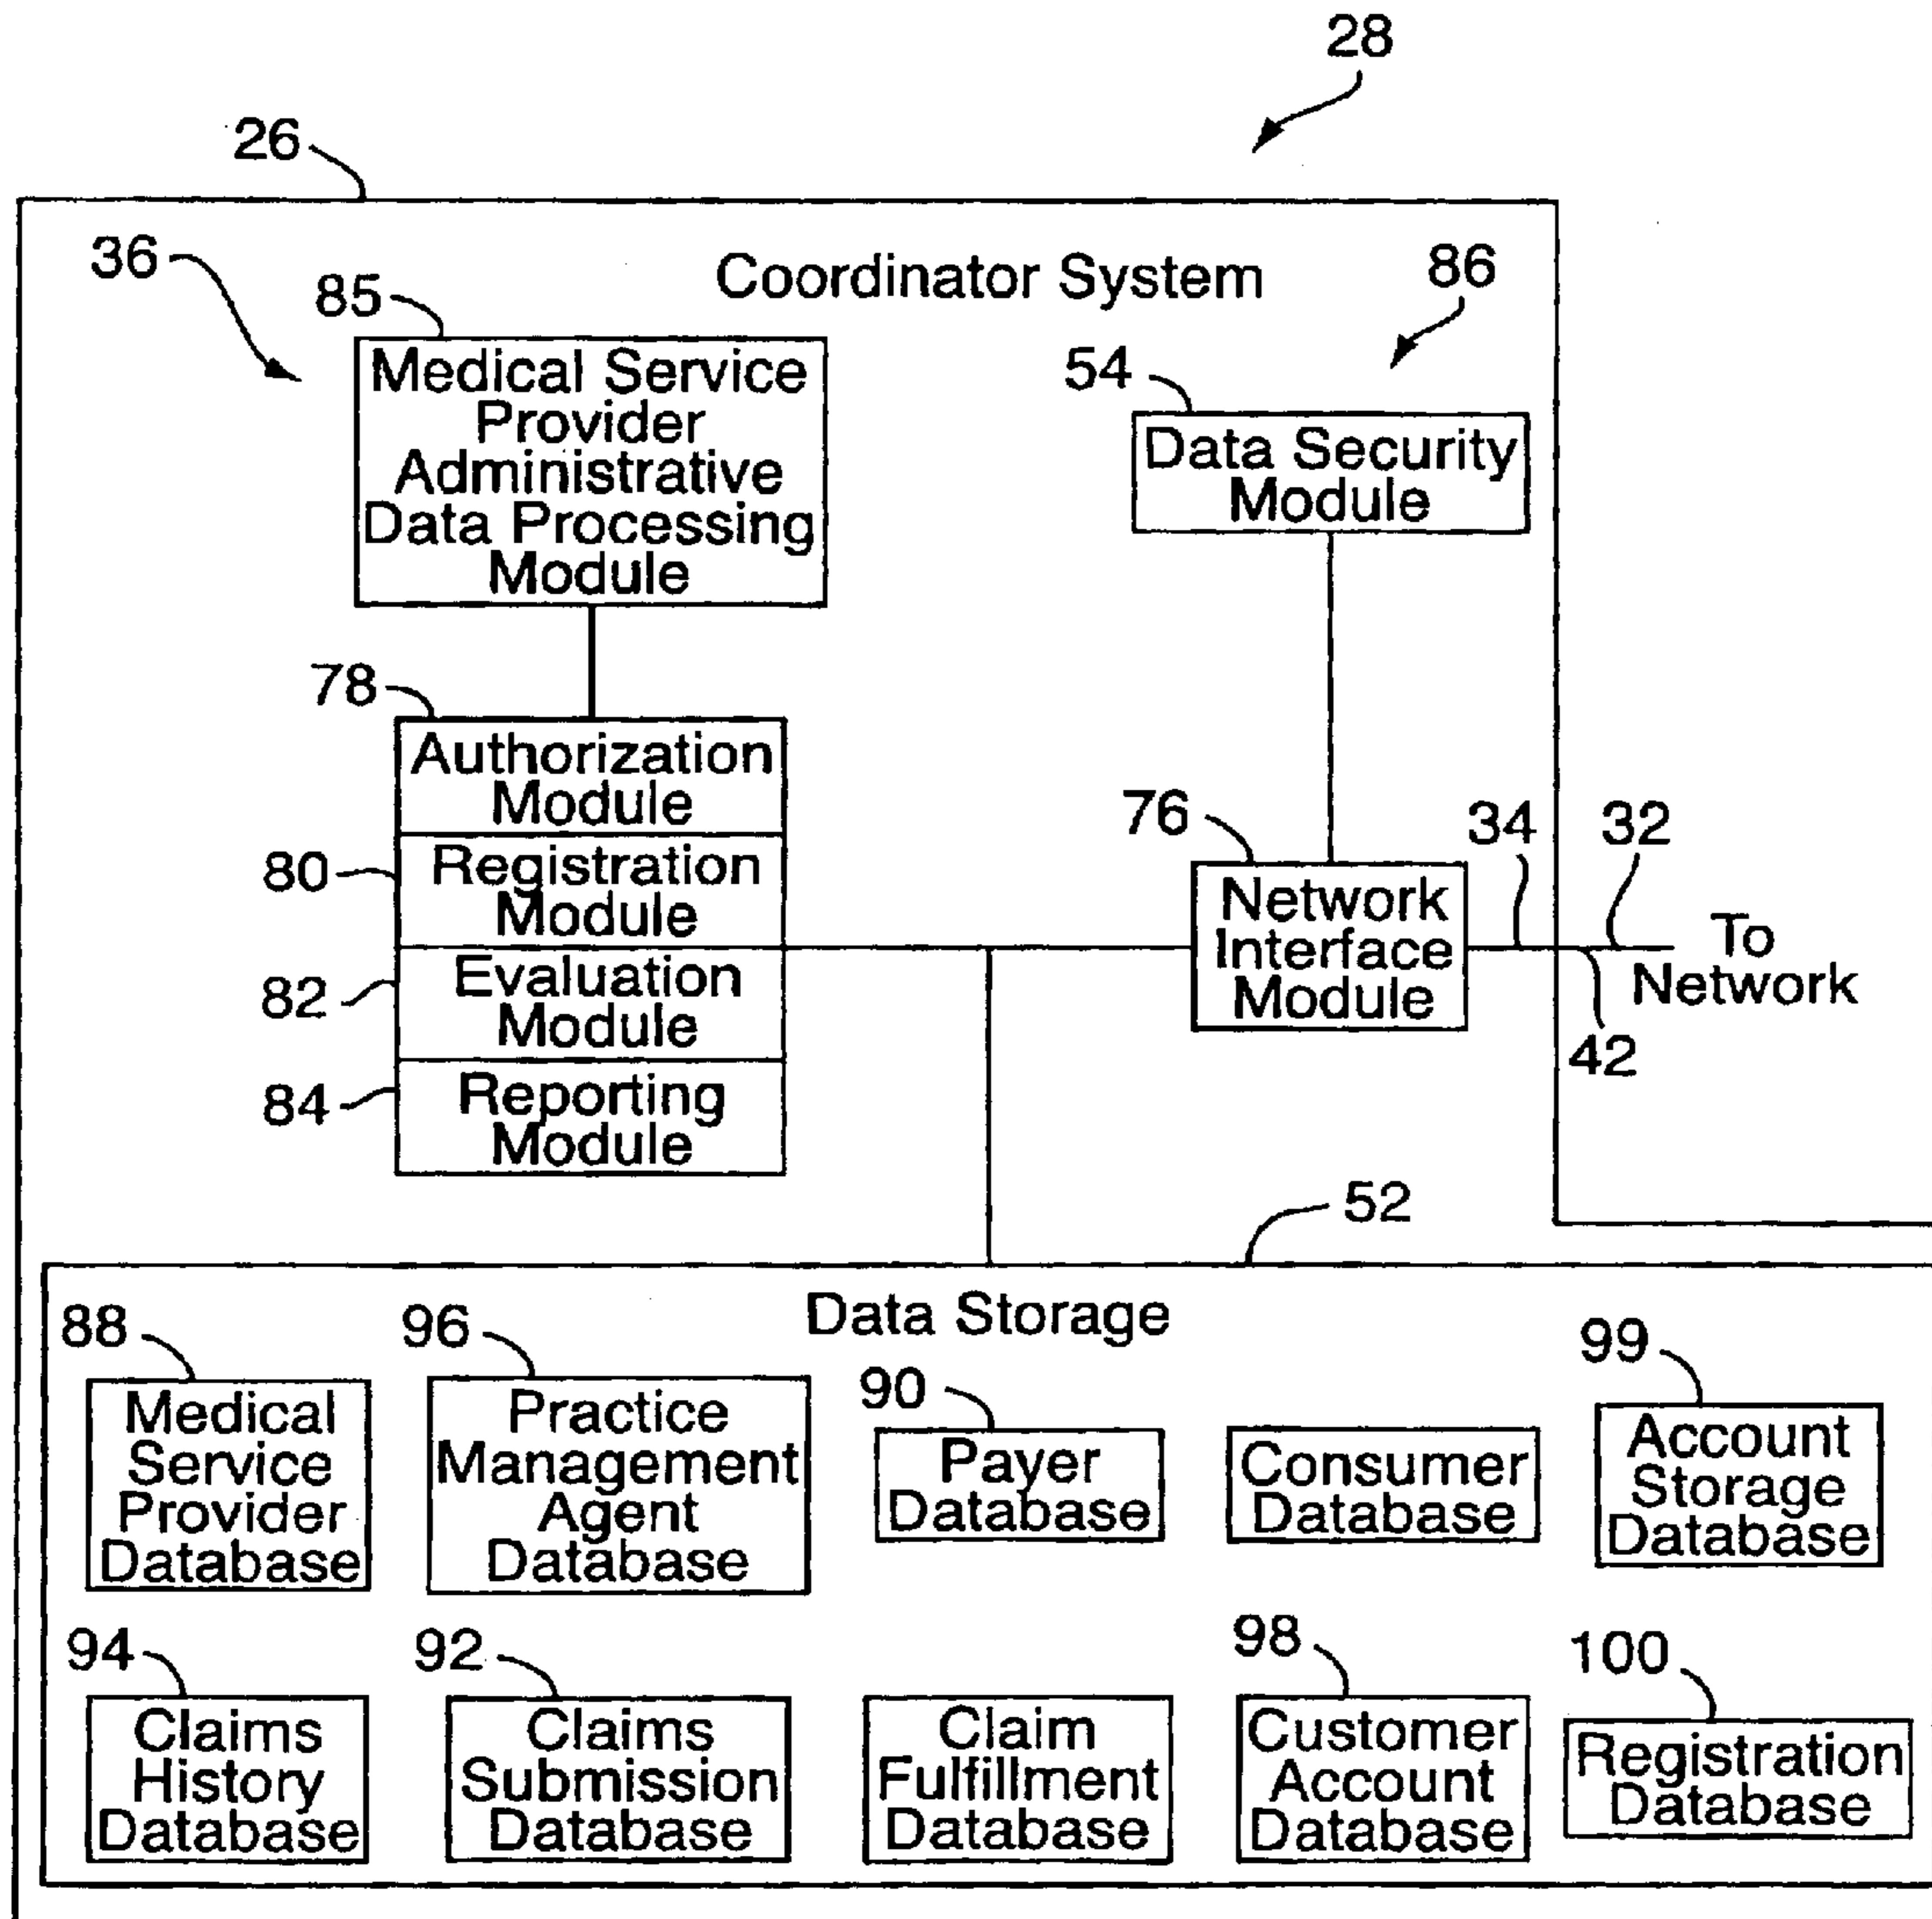 28
26
36
Coordinator System
86
85
Medical Service
Provider
Administrative
Data Processing
Module
54
Data Security
Module
78
Authorization
Module
80
Registration
Module
82
Evaluation
Module
84
Reporting
Module
76
Network
Interface
Module
34
32
To
Network
42
52
Data Storage
88
Medical
Service
Provider
Database
96
Practice
Management
Agent
Database
90
Payer
Database
Consumer
Database
99
Account
Storage
Database
94
Claims
History
Database
92
Claims
Submission
Database
Claim
Fulfillment
Database
98
Customer
Account
Database
100
Registration
Database